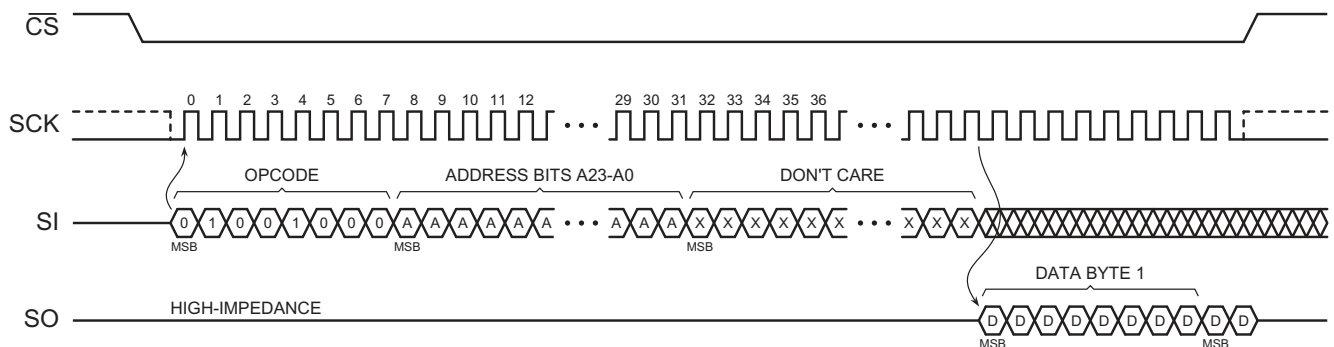 CS
0 1 2 3 4 5 6 7 8 9 10 11 12 29 30 31 32 33 34 35 36
SCK
OPCODE ADDRESS BITS A23-A0 DON'T CARE
SI 0 1 0 0 1 0 0 0 A A A A A A A A A X X X X X X X X X
MSB MSB MSB
DATA BYTE 1
HIGH-IMPEDANCE
SO D D D D D D D D D D
MSB MSB